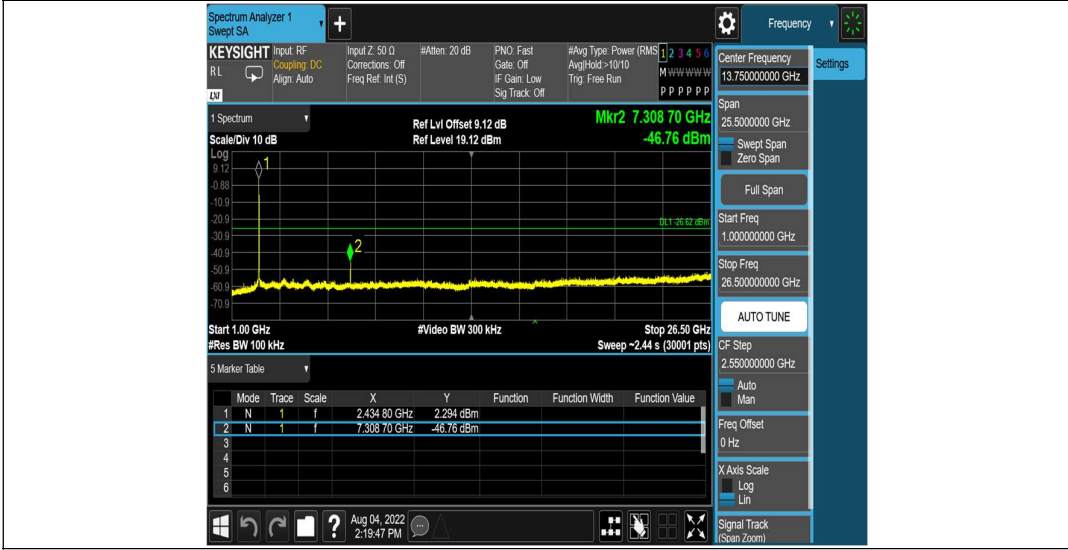 Spectrum Analyzer 1
Swept SA
Frequency
KEYSIGHT Input: RF Input Z: 50 Ω #Atten: 20 dB PNO: Fast #Avg Type: Power (RMS 1 2 3 4 5 6
RL Coupling: DC Corrections: Off Gate: Off Avg|Hold:>10/10 M W W W W W
Align: Auto Freq Ref: Int (S) IF Gain: Low Trig: Free Run
LXI Sig Track: Off P P P P P P
1 Spectrum
Ref Lvl Offset 9.12 dB
Mkr2 7.308 70 GHz
Scale/Div 10 dB Ref Level 19.12 dBm -46.76 dBm
Log
1
9.12
-0.88
-10.9
-20.9
DL1 -26.62 dBm
-30.9
2
-40.9
-50.9
-60.9
-70.9
Start 1.00 GHz #Video BW 300 kHz Stop 26.50 GHz
#Res BW 100 kHz Sweep ~2.44 s (30001 pts)
5 Marker Table
Mode Trace Scale X Y Function Function Width Function Value
1 N 1 f 2.434 80 GHz 2.294 dBm
2 N 1 f 7.308 70 GHz -46.76 dBm
3
4
5
6
Aug 04, 2022
2:19:47 PM
Center Frequency
13.750000000 GHz
Settings
Span
25.5000000 GHz
Swept Span
Zero Span
Full Span
Start Freq
1.000000000 GHz
Stop Freq
26.500000000 GHz
AUTO TUNE
CF Step
2.550000000 GHz
Auto
Man
Freq Offset
0 Hz
X Axis Scale
Log
Lin
Signal Track
(Span Zoom)